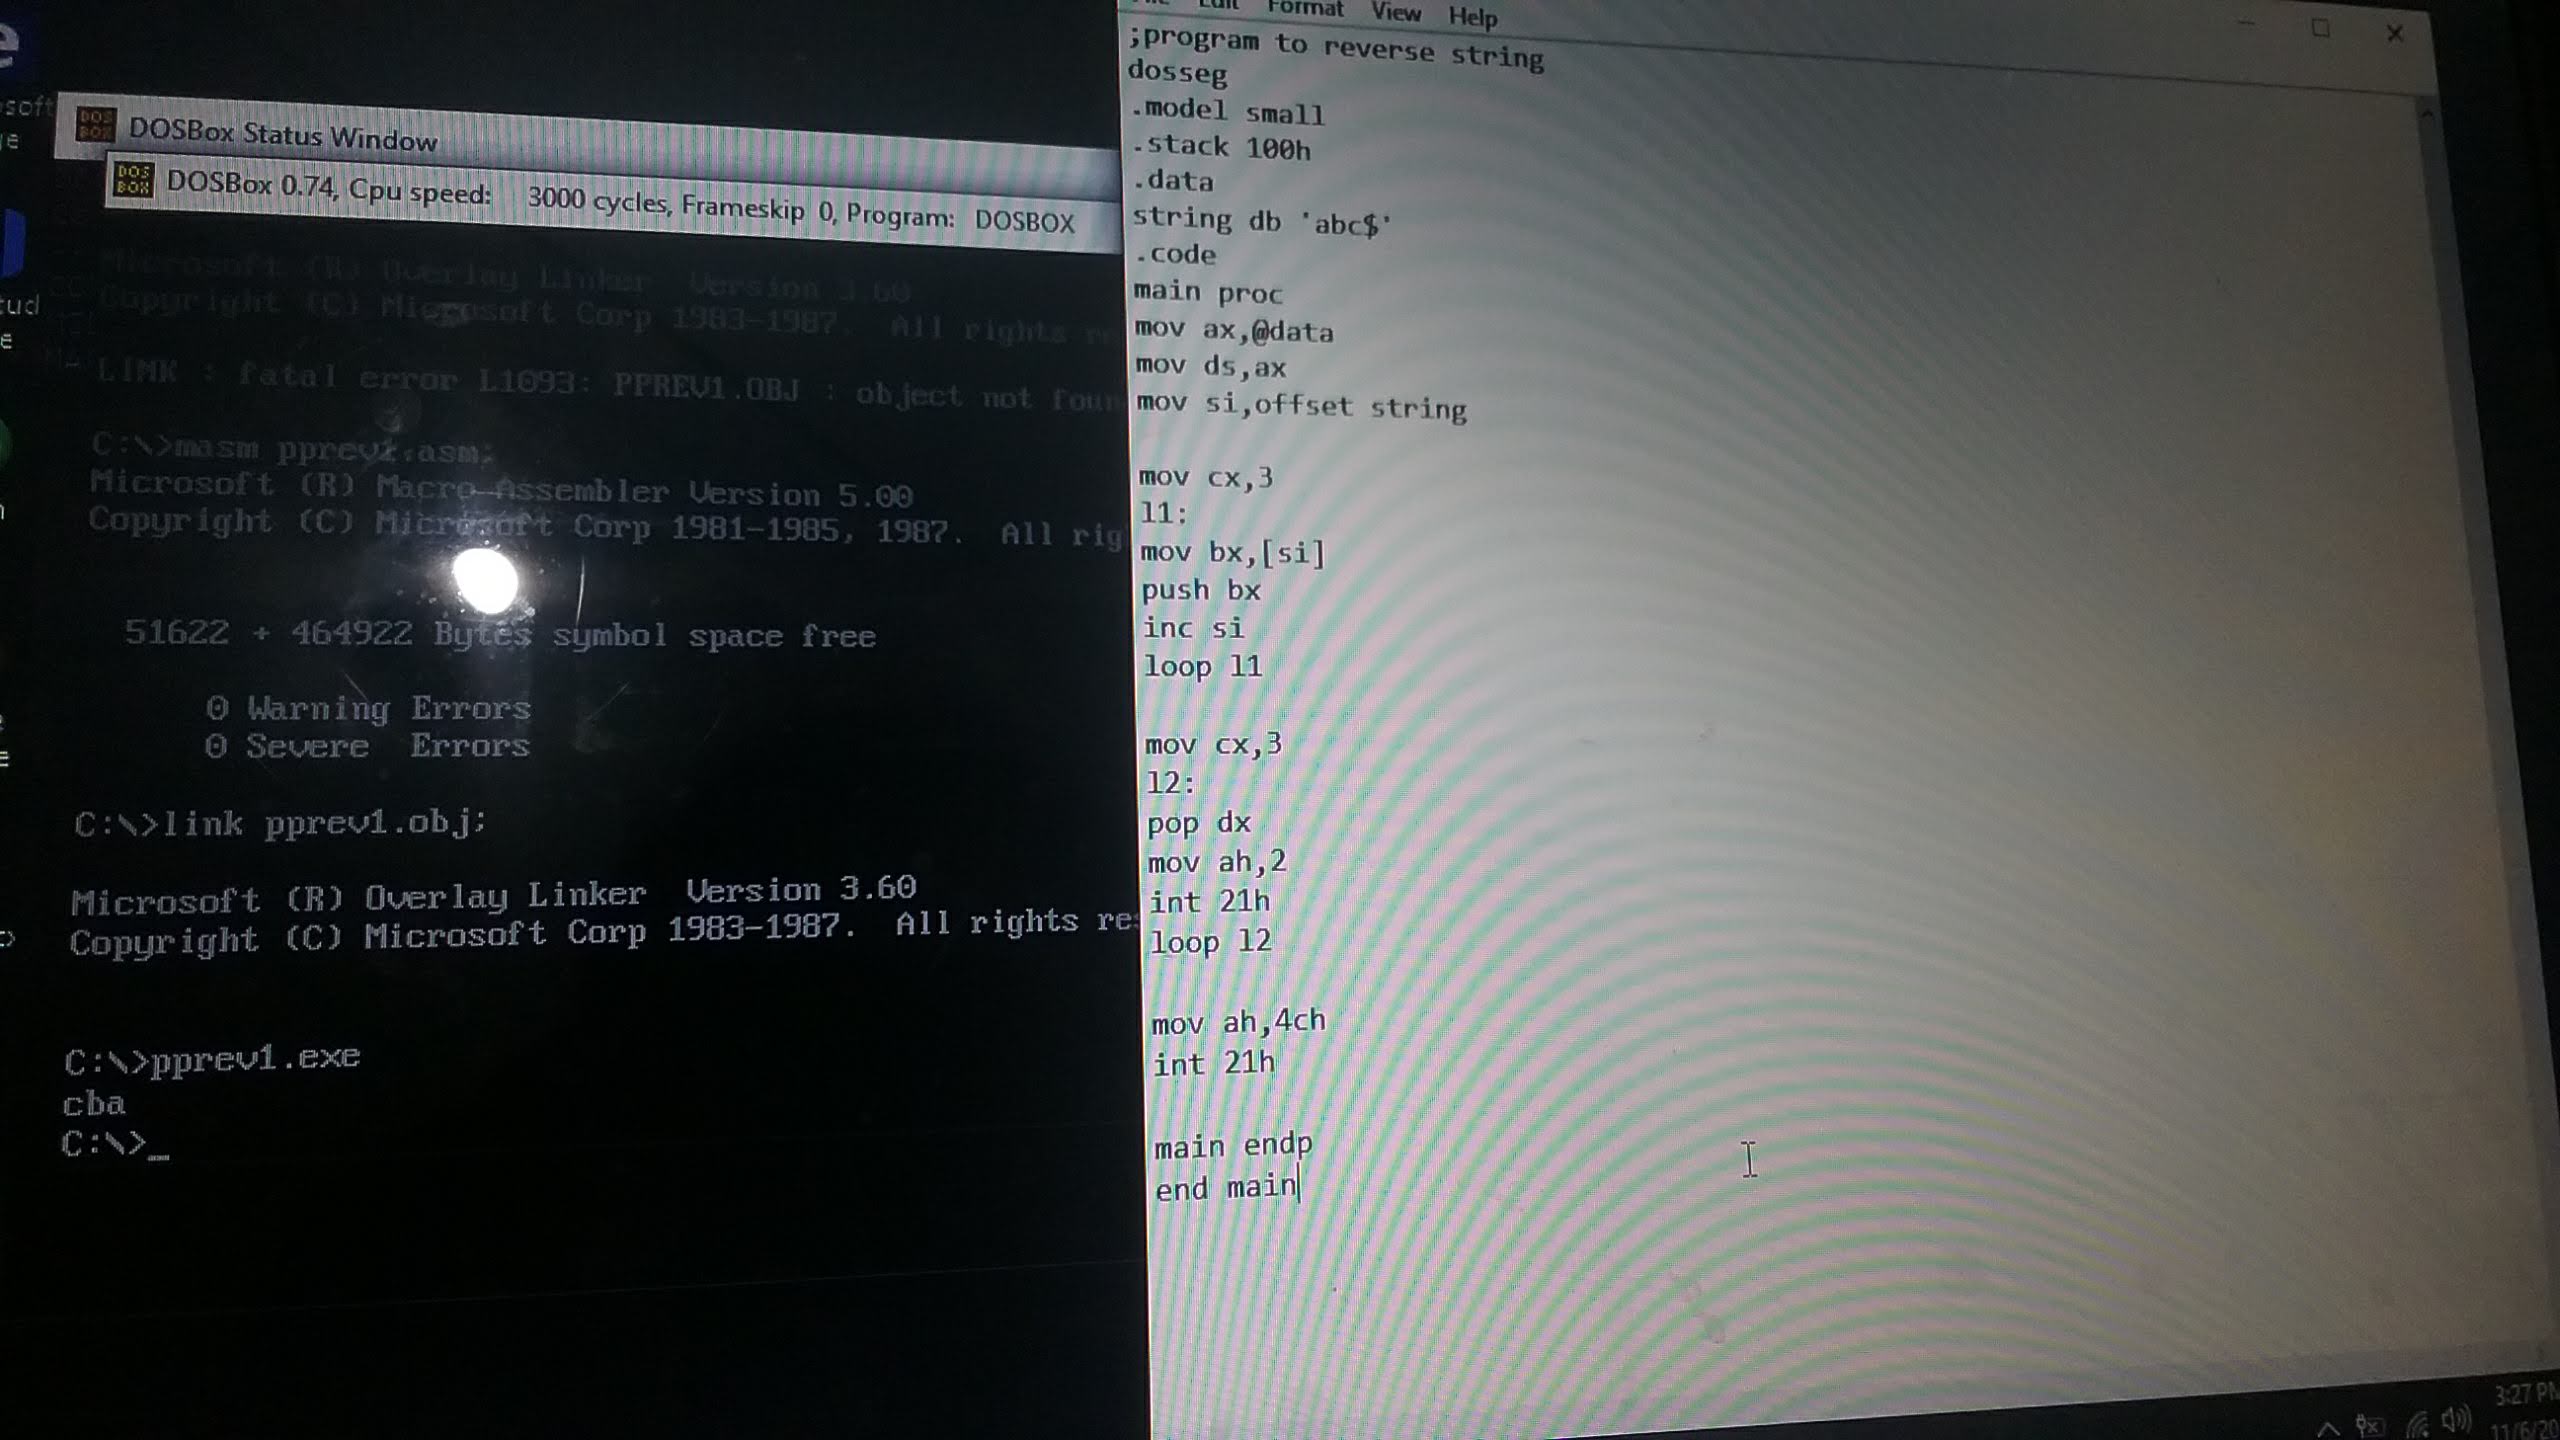 DOSBox Status Window
DOSBox 0.74, Cpu speed: 3000 cycles, Frameskip 0, Program: DOSBOX
Microsoft (R) Overlay Linker Version 3.60
Copyright (C) Microsoft Corp 1983-1987. All rights
LINK : fatal error L1093: PPREV1.OBJ : object not foun
C:\>masm pprev1.asm;
Microsoft (R) Macro Assembler Version 5.00
Copyright (C) Microsoft Corp 1981-1985, 1987. All rig
51622 + 464922 Bytes symbol space free
0 Warning Errors
0 Severe Errors
C:\>link pprev1.obj;
Microsoft (R) Overlay Linker Version 3.60
Copyright (C) Microsoft Corp 1983-1987. All rights re
C:\>pprev1.exe
cba
C:\>_
Edit Format View Help
;program to reverse string
dosseg
.model small
.stack 100h
.data
string db 'abc$'
.code
main proc
mov ax,@data
mov ds,ax
mov si,offset string
mov cx,3
l1:
mov bx,[si]
push bx
inc si
loop l1
mov cx,3
l2:
pop dx
mov ah,2
int 21h
loop l2
mov ah,4ch
int 21h
main endp
end main
3:27 PM
11/6/20